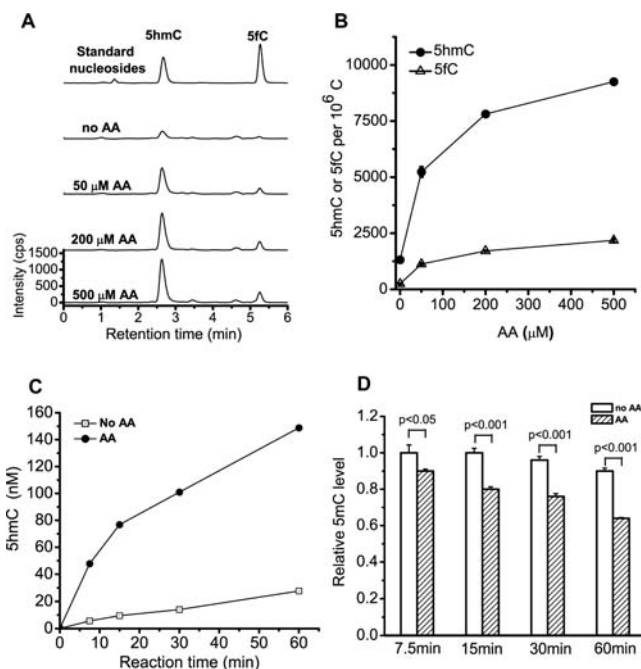 A
5hmC
5fC
Standard
nucleosides
no AA
50 μM AA
200 μM AA
500 μM AA
Intensity (cps)
1500
1000
500
0
0 1 2 3 4 5 6
Retention time (min)
B
5hmC
5fC
5hmC or 5fC per 10⁶ C
10000
7500
5000
2500
0
0 100 200 300 400 500
AA (μM)
C
No AA
AA
5hmC (nM)
160
140
120
100
80
60
40
20
0
0 10 20 30 40 50 60
Reaction time (min)
D
no AA
AA
p<0.05
p<0.001
p<0.001
p<0.001
Relative 5mC level
1.2
1.0
0.8
0.6
0.4
0.2
0.0
7.5min 15min 30min 60min